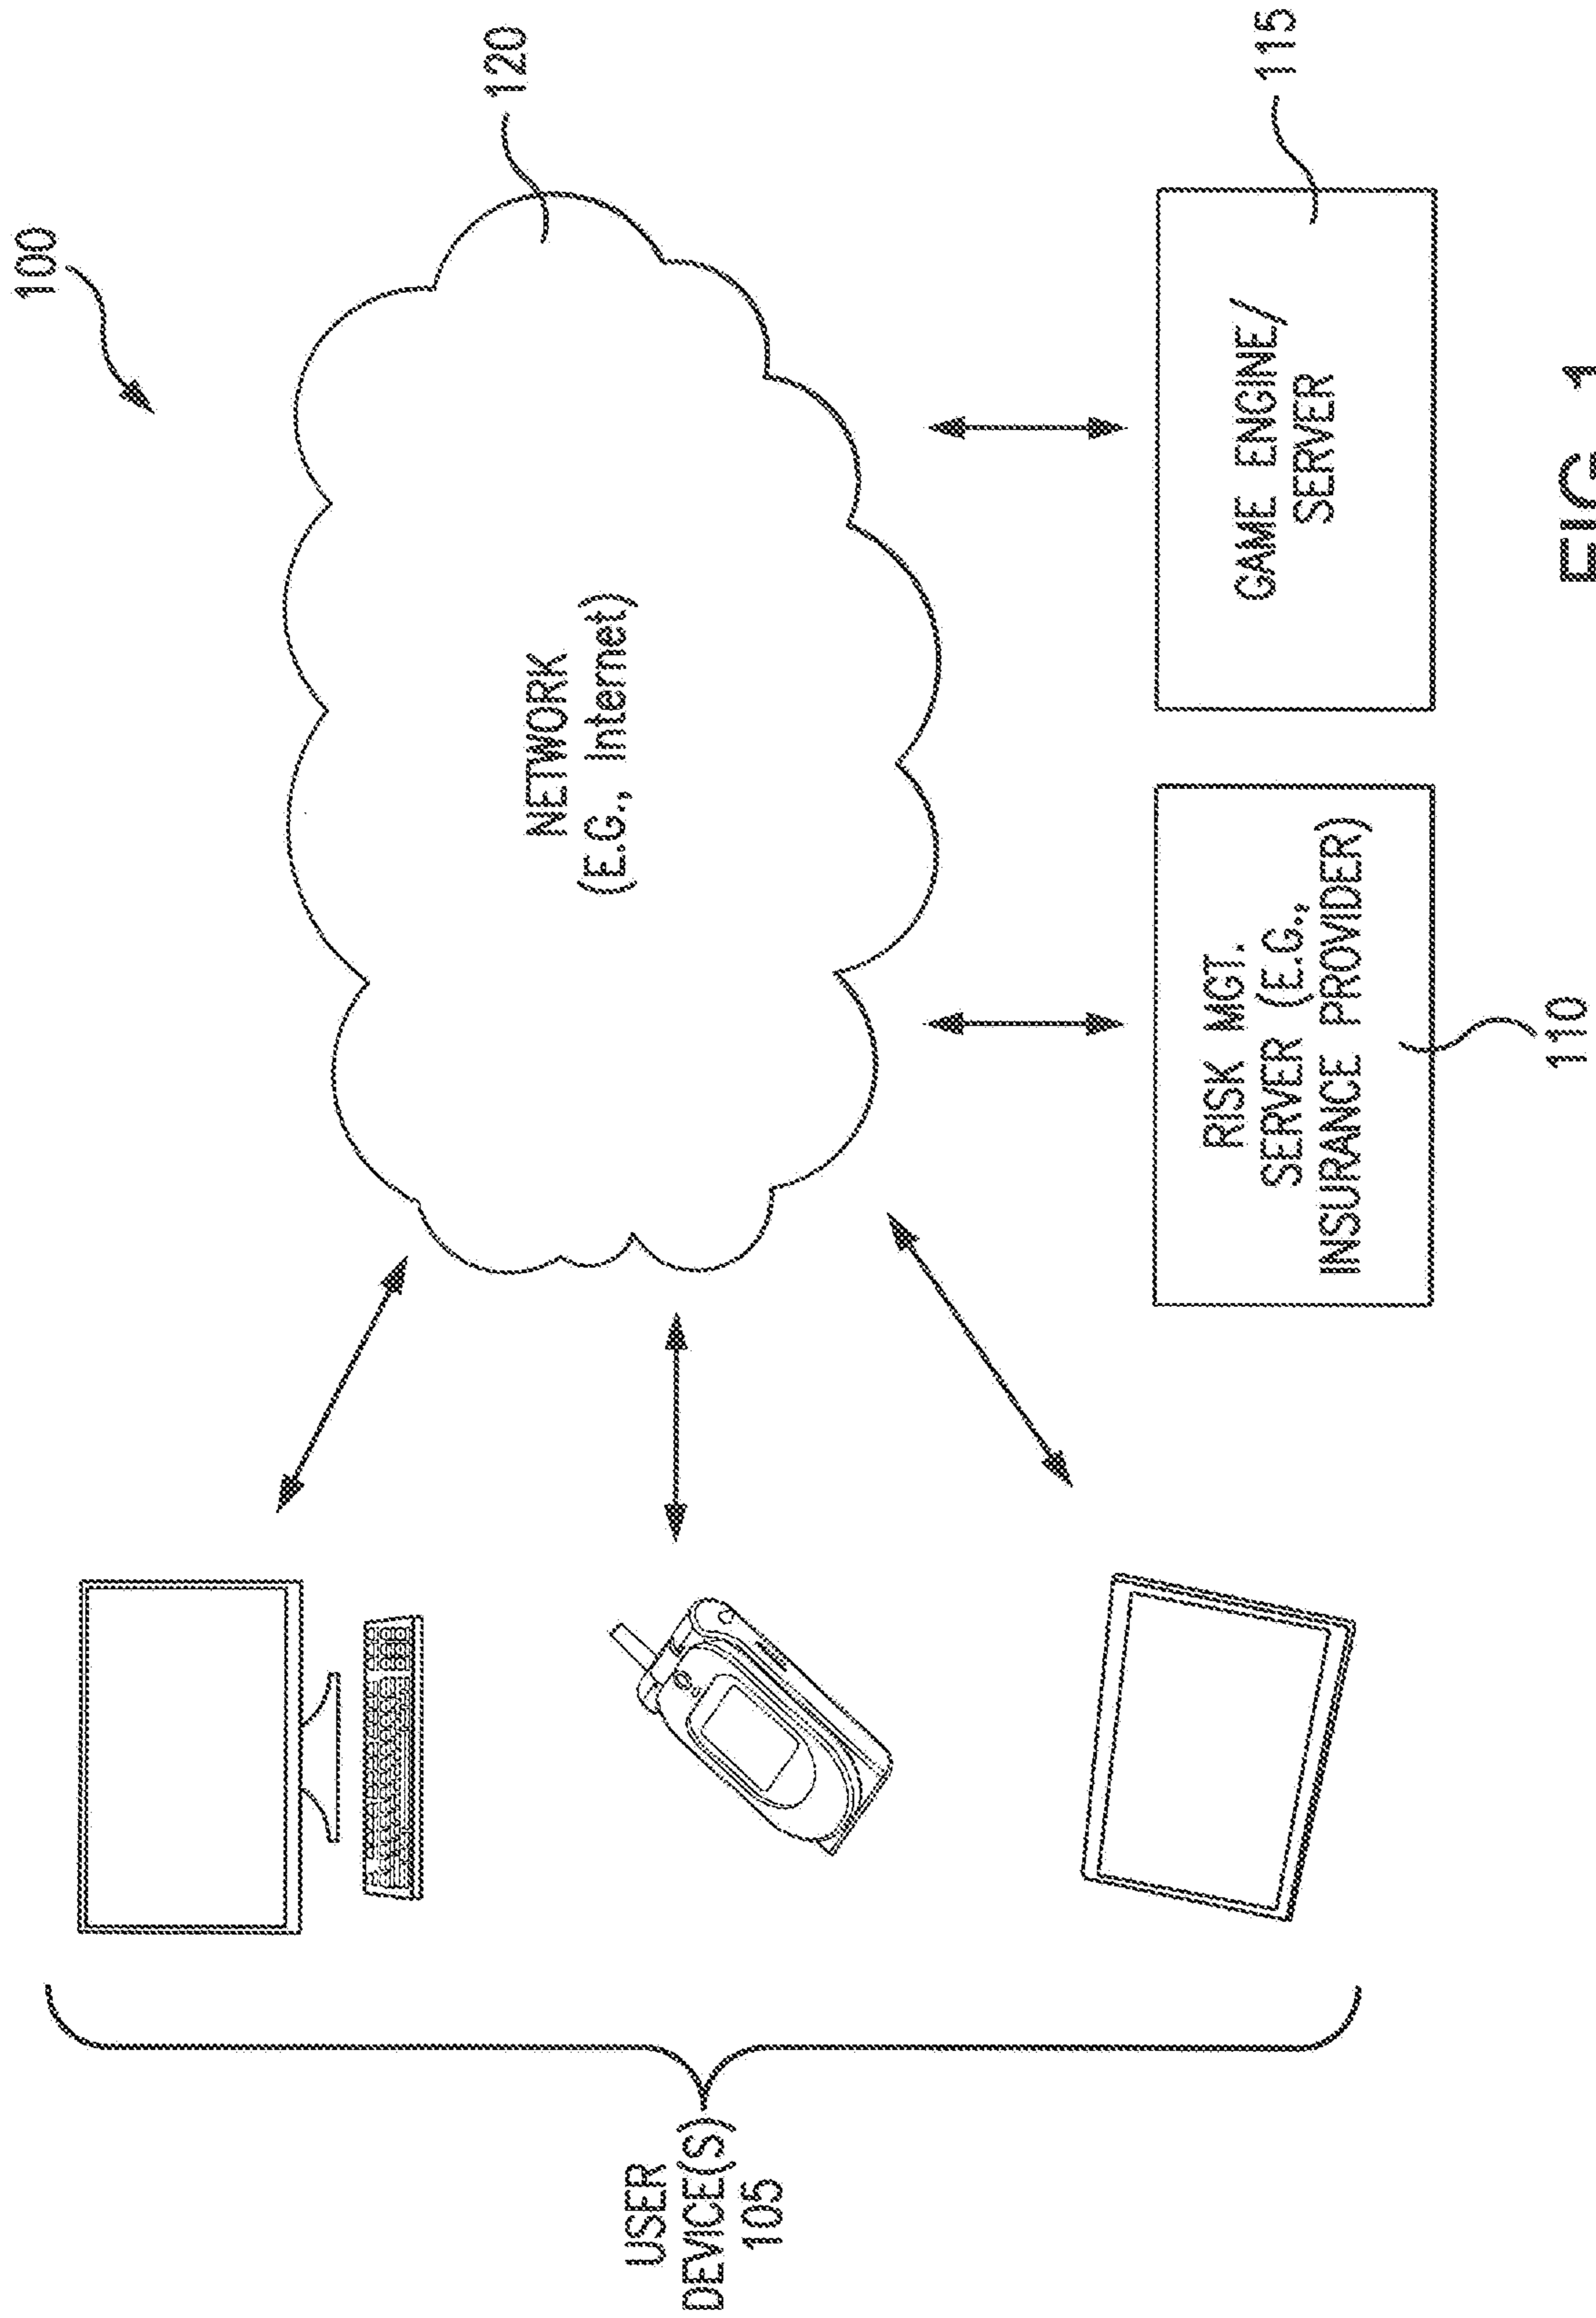 100
120
NETWORK
(E.G., Internet)
USER
DEVICE(S)
105
RISK MGT.
SERVER (E.G.,
INSURANCE PROVIDER)
110
GAME ENGINE/
SERVER
115
FIG. 1